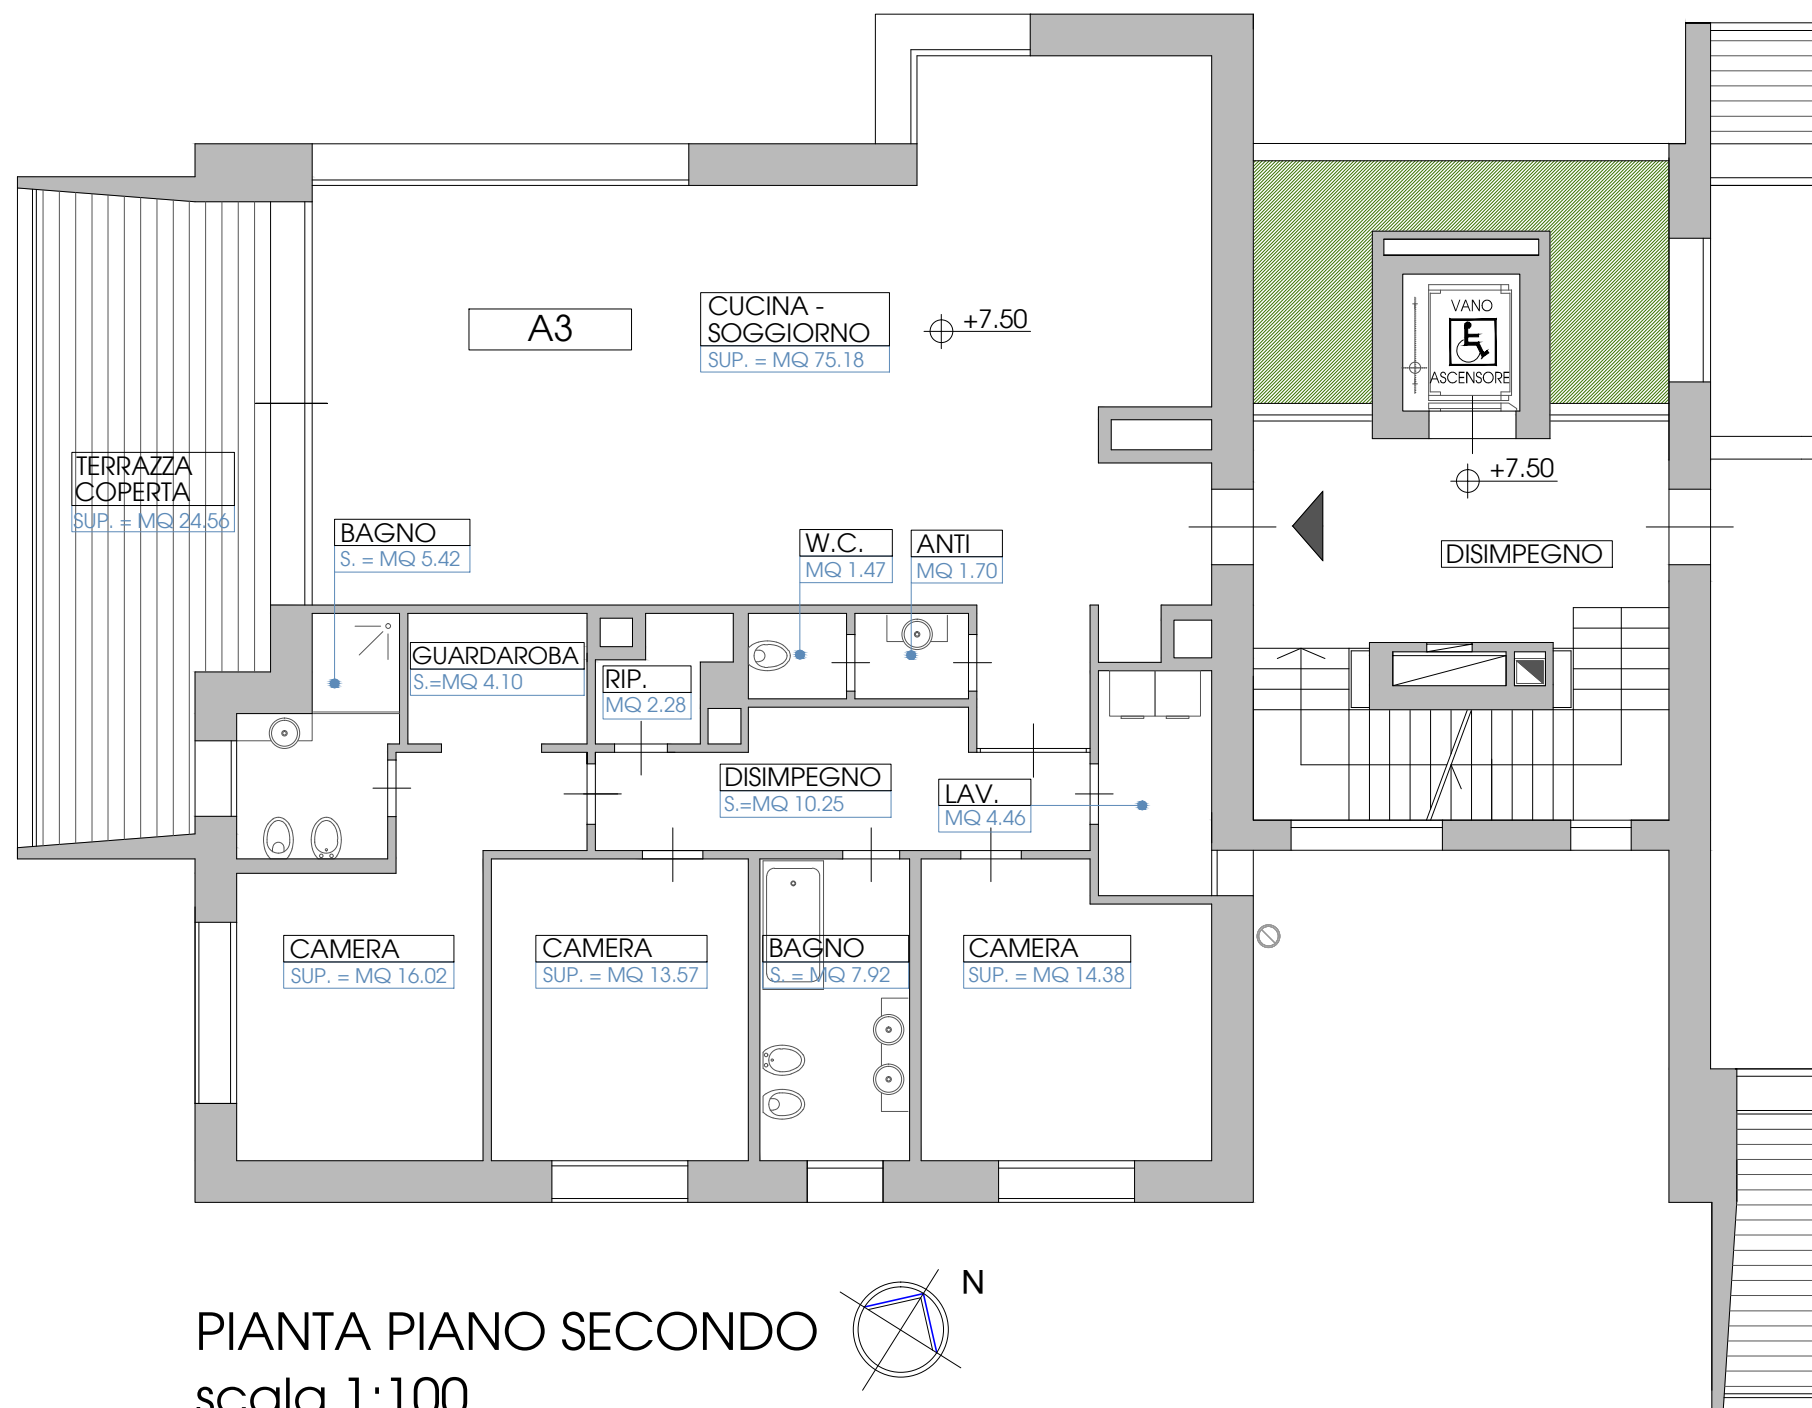 A3
CUCINA -
SOGGIORNO
SUP. = MQ 75.18
+7.50
VANO
ASCENSORE
TERRAZZA
COPERTA
SUP. = MQ 24.56
BAGNO
S. = MQ 5.42
W.C.
MQ 1.47
ANTI
MQ 1.70
+7.50
DISIMPEGNO
GUARDAROBA
S.=MQ 4.10
RIP.
MQ 2.28
DISIMPEGNO
S.=MQ 10.25
LAV.
MQ 4.46
CAMERA
SUP. = MQ 16.02
CAMERA
SUP. = MQ 13.57
BAGNO
S. = MQ 7.92
CAMERA
SUP. = MQ 14.38
N
PIANTA PIANO SECONDO
scala 1:100